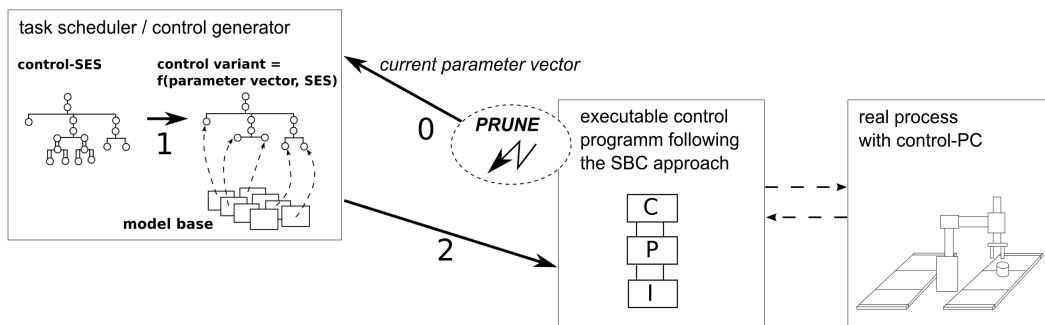 task scheduler / control generator
control-SES
control variant =
f(parameter vector, SES)
1
model base
current parameter vector
0
PRUNE
2
executable control
programm following
the SBC approach
C
P
I
real process
with control-PC